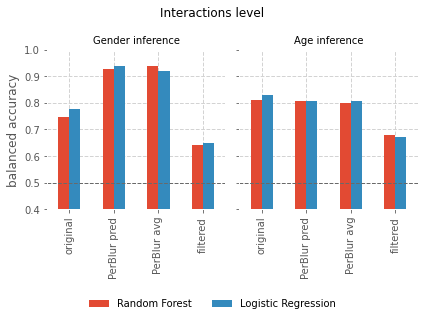 Interactions level
Gender inference
Age inference
balanced accuracy
1.0
0.9
0.8
0.7
0.6
0.5
0.4
original
PerBlur pred
PerBlur avg
filtered
original
PerBlur pred
PerBlur avg
filtered
Random Forest
Logistic Regression